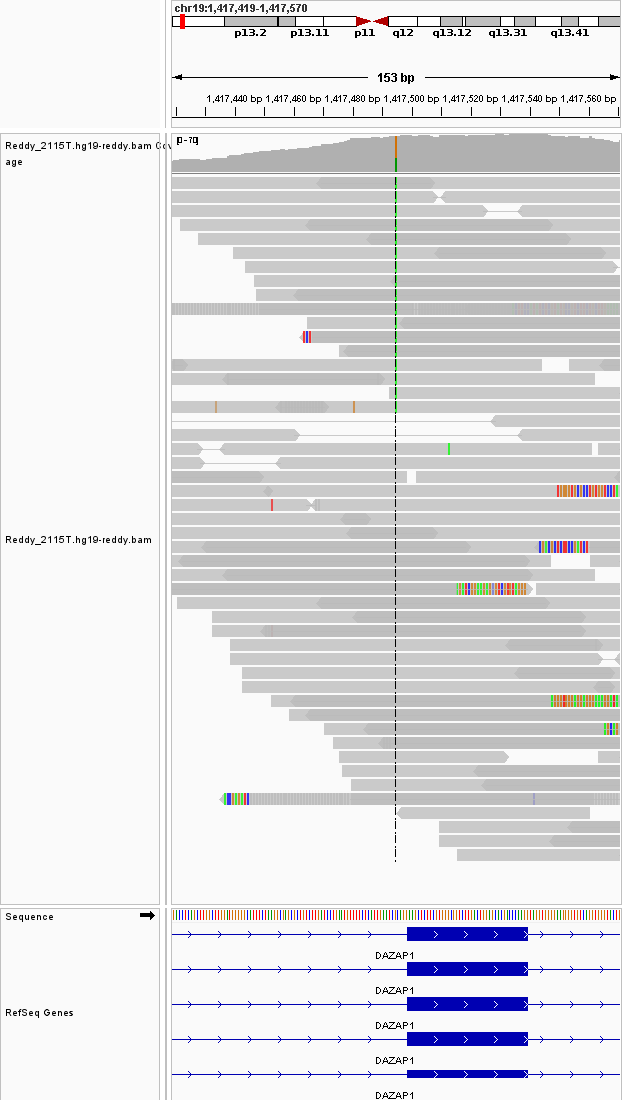 chr19:1,417,419-1,417,570
p13.2 p13.11 p11 q12 q13.12 q13.31 q13.41
153 bp
1,417,440 bp 1,417,460 bp 1,417,480 bp 1,417,500 bp 1,417,520 bp 1,417,540 bp 1,417,560 bp
[0 - 70]
Reddy_2115T.hg19-reddy.bam Cov
age
Reddy_2115T.hg19-reddy.bam
Sequence
DAZAP1
DAZAP1
RefSeq Genes
DAZAP1
DAZAP1
DAZAP1